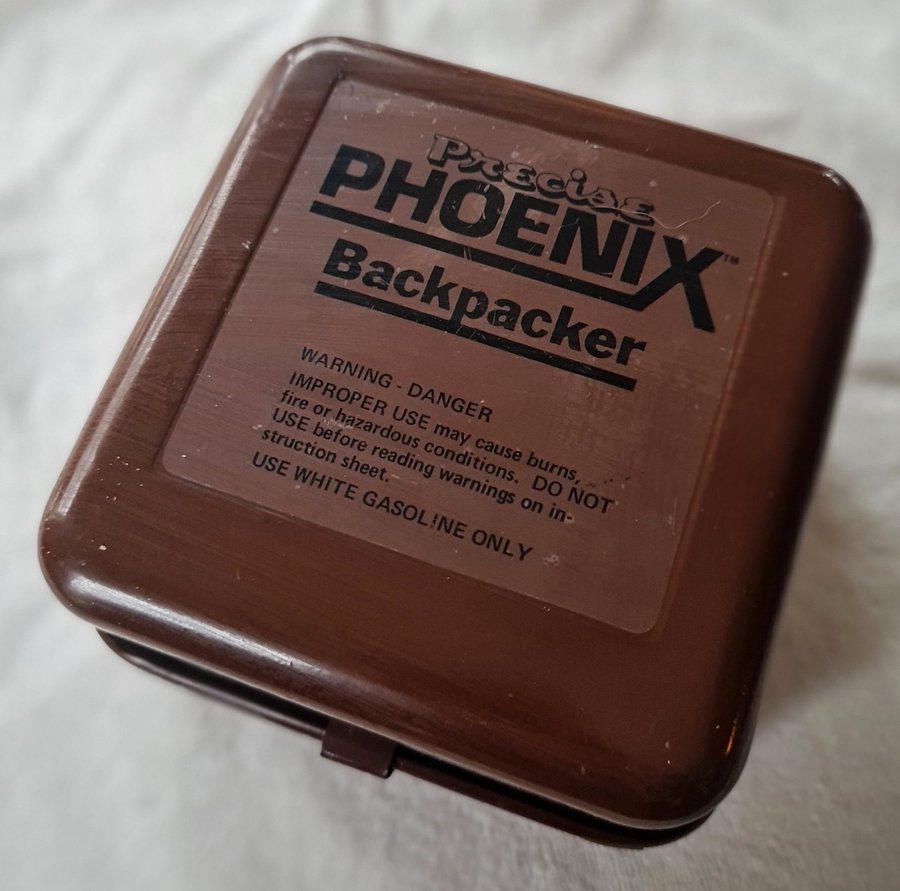 Precise
PHOENIX™
Backpacker
WARNING - DANGER
IMPROPER USE may cause burns,
fire or hazardous conditions. DO NOT
USE before reading warnings on in-
struction sheet.
USE WHITE GASOLINE ONLY